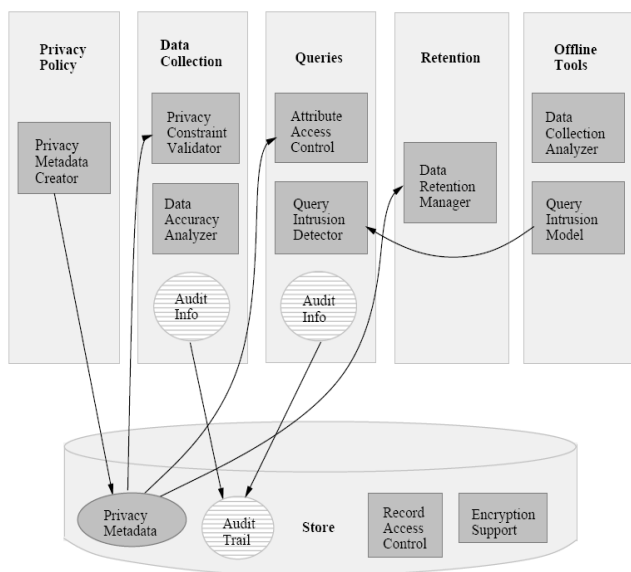 Privacy
Policy
Data
Collection
Queries
Retention
Offline
Tools
Privacy
Metadata
Creator
Privacy
Constraint
Validator
Data
Accuracy
Analyzer
Audit
Info
Attribute
Access
Control
Query
Intrusion
Detector
Audit
Info
Data
Retention
Manager
Data
Collection
Analyzer
Query
Intrusion
Model
Privacy
Metadata
Audit
Trail
Store
Record
Access
Control
Encryption
Support